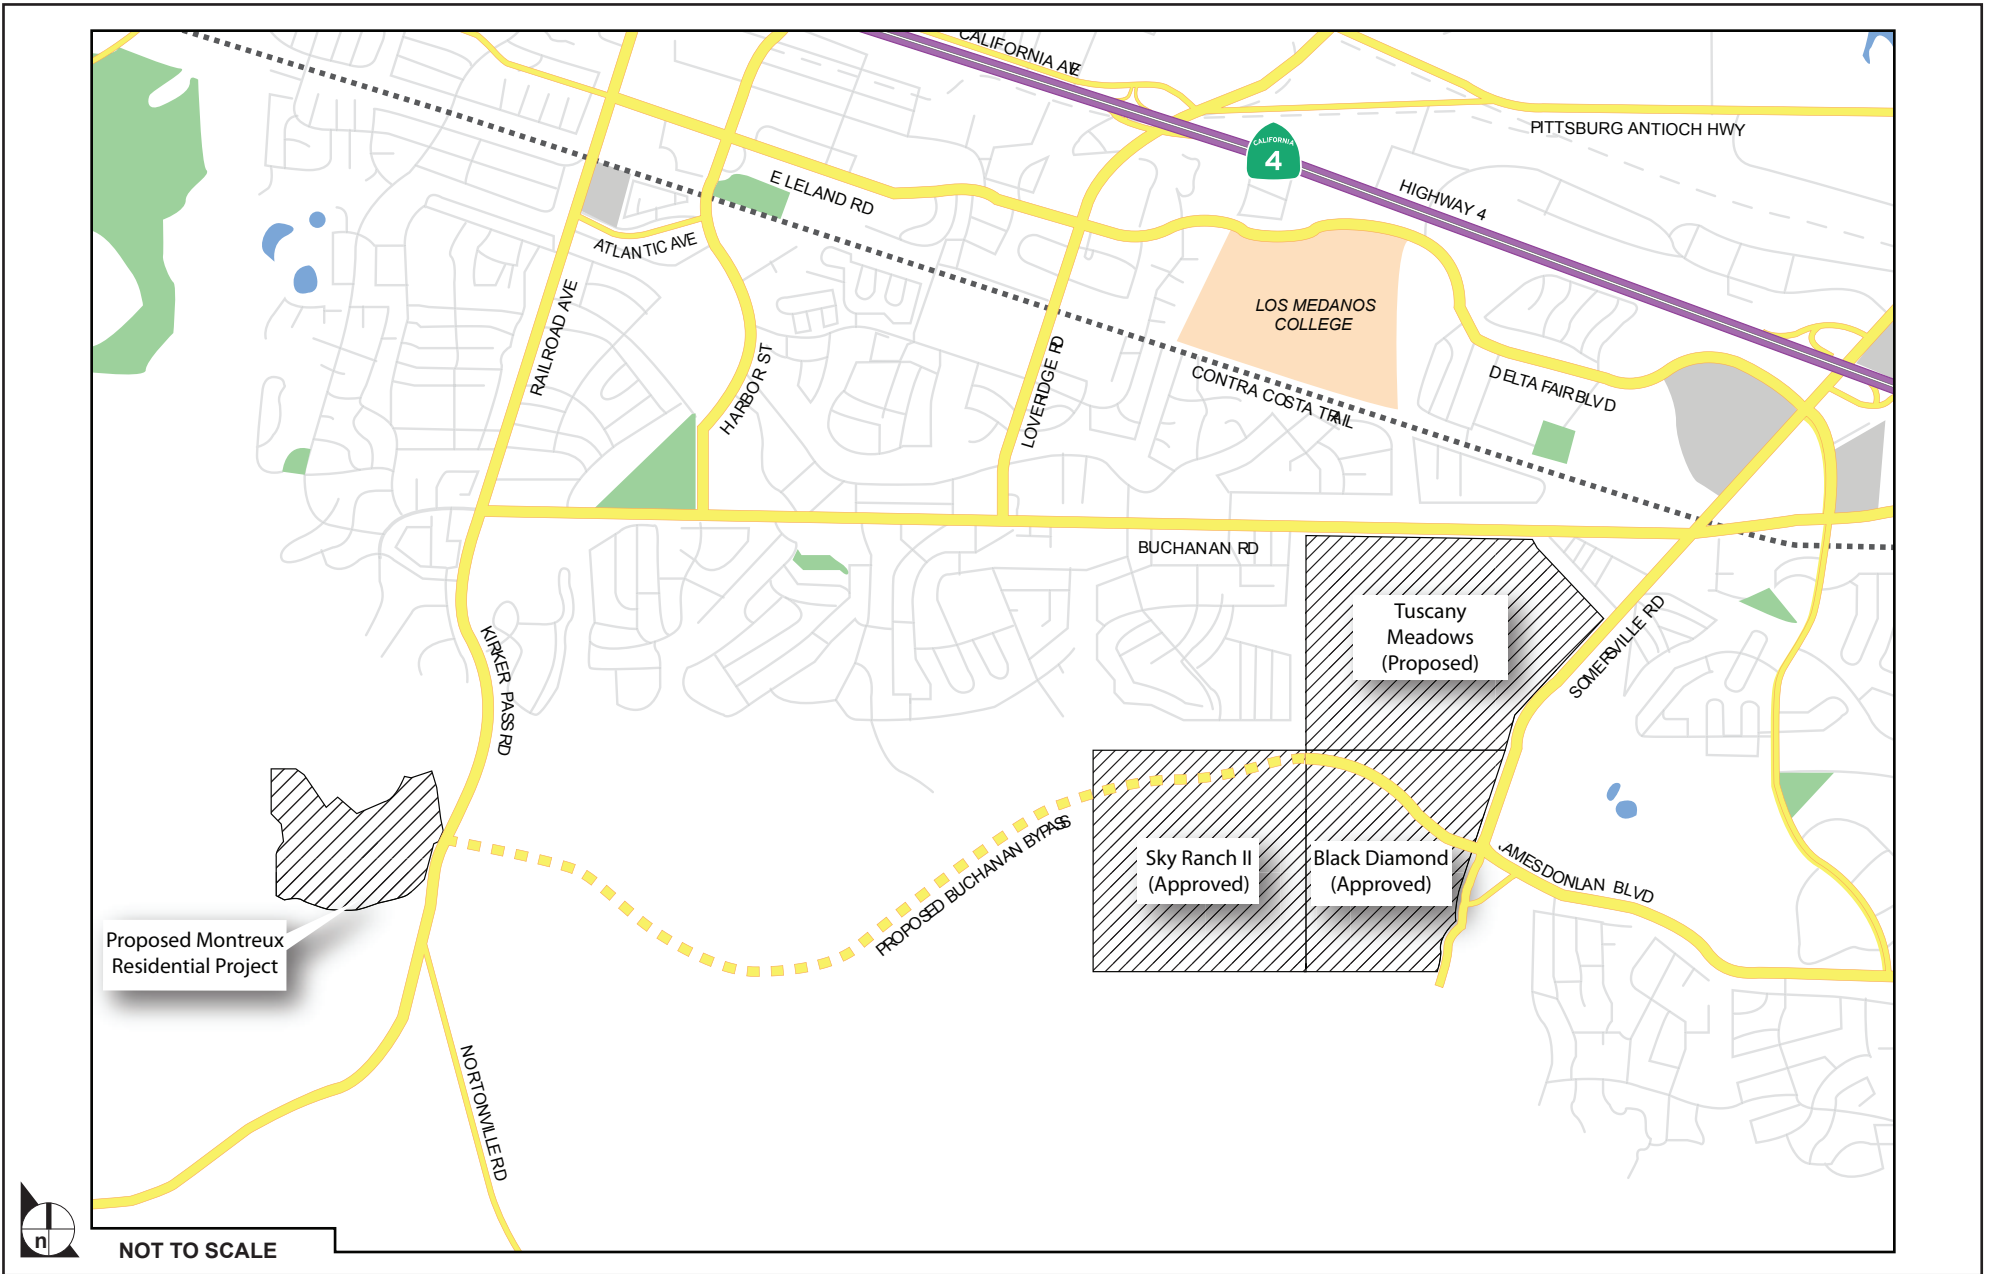 CALIFORNIA AVE
PITTSBURG ANTIOCH HWY
CALIFORNIA
4
HIGHWAY 4
E LELAND RD
ATLANTIC AVE
RAILROAD AVE
HARBOR ST
LOVERIDGE RD
LOS MEDANOS
COLLEGE
CONTRA COSTA TRAIL
DELTA FAIR BLVD
BUCHANAN RD
Tuscany
Meadows
(Proposed)
SOMERSVILLE RD
KIRKER PASS RD
PROPOSED BUCHANAN BYPASS
Sky Ranch II
(Approved)
Black Diamond
(Approved)
JAMES DONLAN BLVD
Proposed Montreux
Residential Project
NORTONVILLE RD
n
NOT TO SCALE